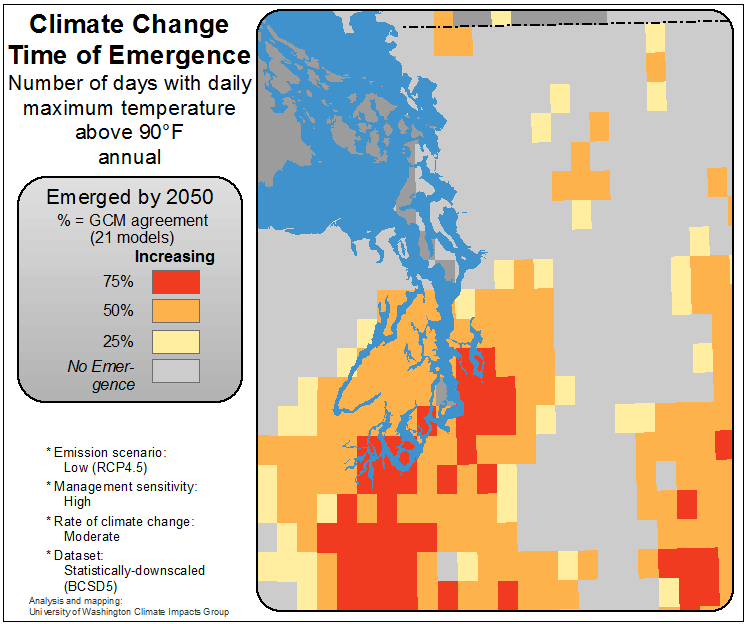 Climate Change
Time of Emergence
Number of days with daily
maximum temperature
above 90°F
annual
Emerged by 2050
% = GCM agreement
(21 models)
Increasing
75%
50%
25%
No Emer-
gence
* Emission scenario:
Low (RCP4.5)
* Management sensitivity:
High
* Rate of climate change:
Moderate
* Dataset:
Statistically-downscaled
(BCSD5)
Analysis and mapping:
University of Washington Climate Impacts Group